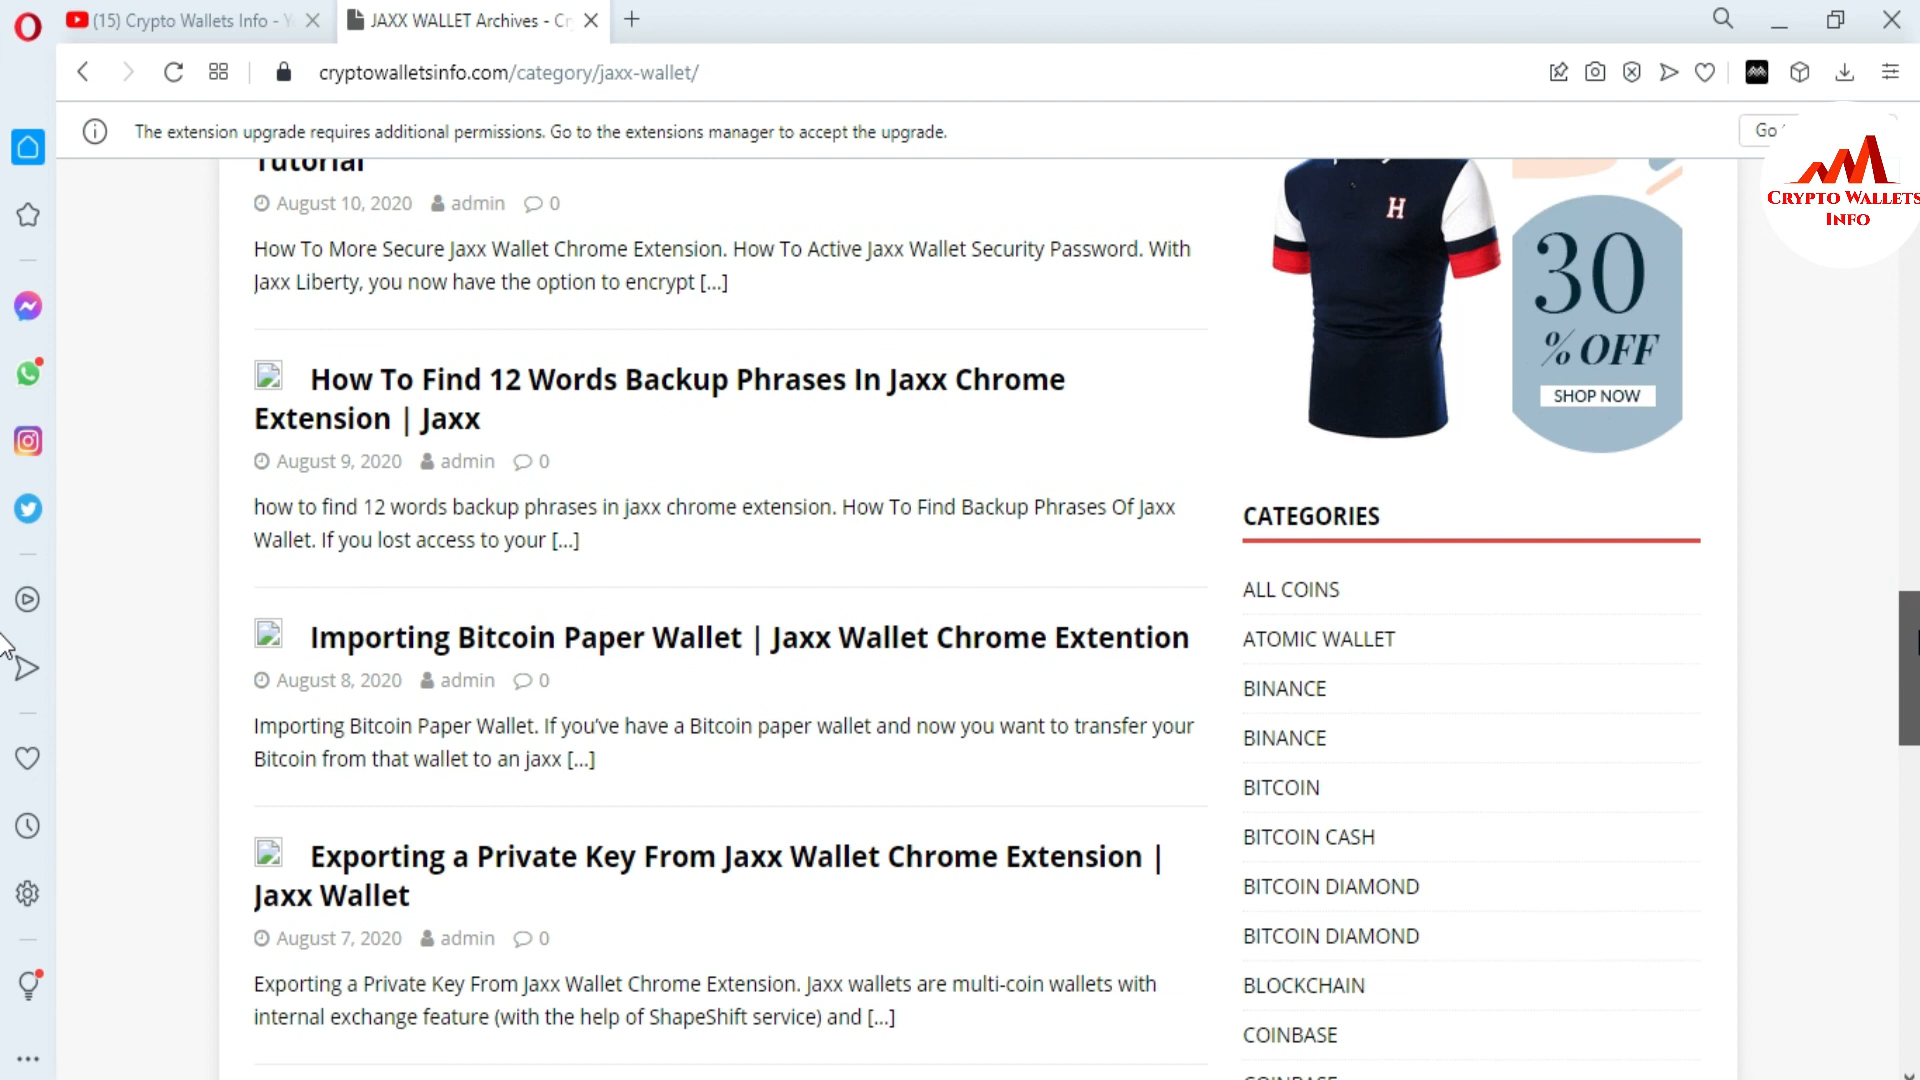 (15) Crypto Wallets Info - Y
JAXX WALLET Archives - Cr
cryptowalletsinfo.com/category/jaxx-wallet/
The extension upgrade requires additional permissions. Go to the extensions manager to accept the upgrade.
Go
CRYPTO WALLETS
INFO
Tutorial
August 10, 2020 admin 0
How To More Secure Jaxx Wallet Chrome Extension. How To Active Jaxx Wallet Security Password. With
Jaxx Liberty, you now have the option to encrypt [...]
How To Find 12 Words Backup Phrases In Jaxx Chrome
Extension | Jaxx
August 9, 2020 admin 0
how to find 12 words backup phrases in jaxx chrome extension. How To Find Backup Phrases Of Jaxx
Wallet. If you lost access to your [...]
Importing Bitcoin Paper Wallet | Jaxx Wallet Chrome Extention
August 8, 2020 admin 0
Importing Bitcoin Paper Wallet. If you've have a Bitcoin paper wallet and now you want to transfer your
Bitcoin from that wallet to an jaxx [...]
Exporting a Private Key From Jaxx Wallet Chrome Extension |
Jaxx Wallet
August 7, 2020 admin 0
Exporting a Private Key From Jaxx Wallet Chrome Extension. Jaxx wallets are multi-coin wallets with
internal exchange feature (with the help of ShapeShift service) and [...]
H
30
% OFF
SHOP NOW
CATEGORIES
ALL COINS
ATOMIC WALLET
BINANCE
BINANCE
BITCOIN
BITCOIN CASH
BITCOIN DIAMOND
BITCOIN DIAMOND
BLOCKCHAIN
COINBASE
COINBASE